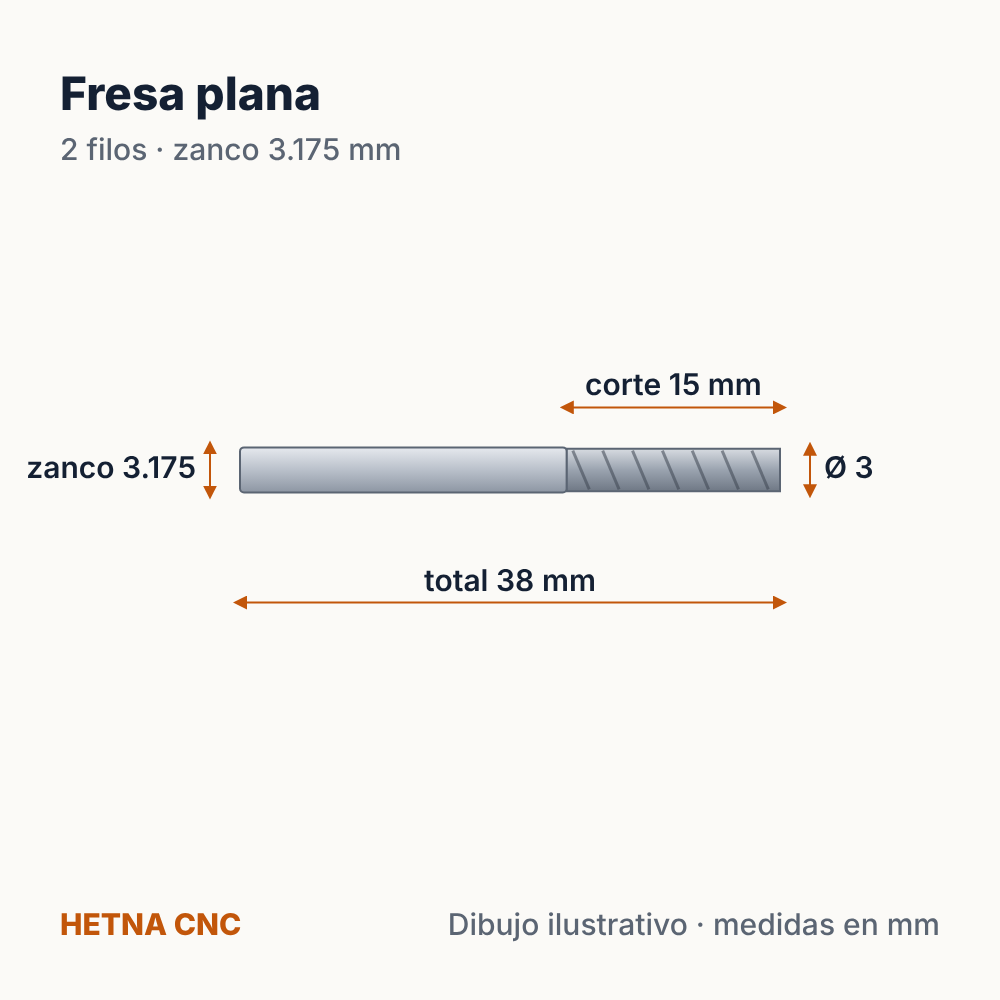 Fresa plana
2 filos · zanco 3.175 mm
corte 15 mm
zanco 3.175
Ø 3
total 38 mm
HETNA CNC
Dibujo ilustrativo · medidas en mm